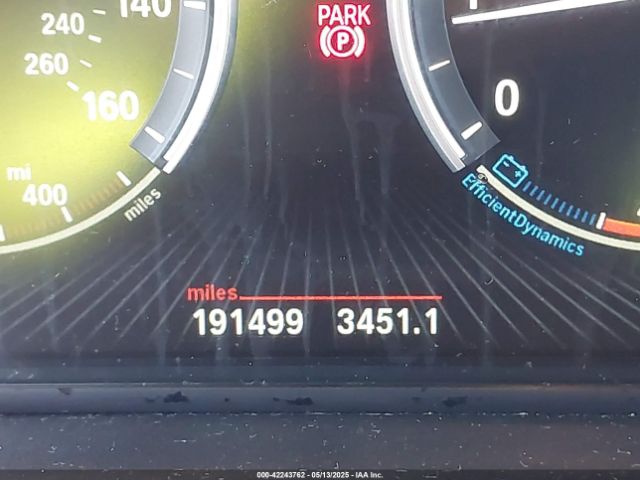 140
PARK
P
240
260
160
0
mi
400
miles
EfficientDynamics
miles
191499 3451.1
000-42243762 - 05/13/2025 - IAA Inc.